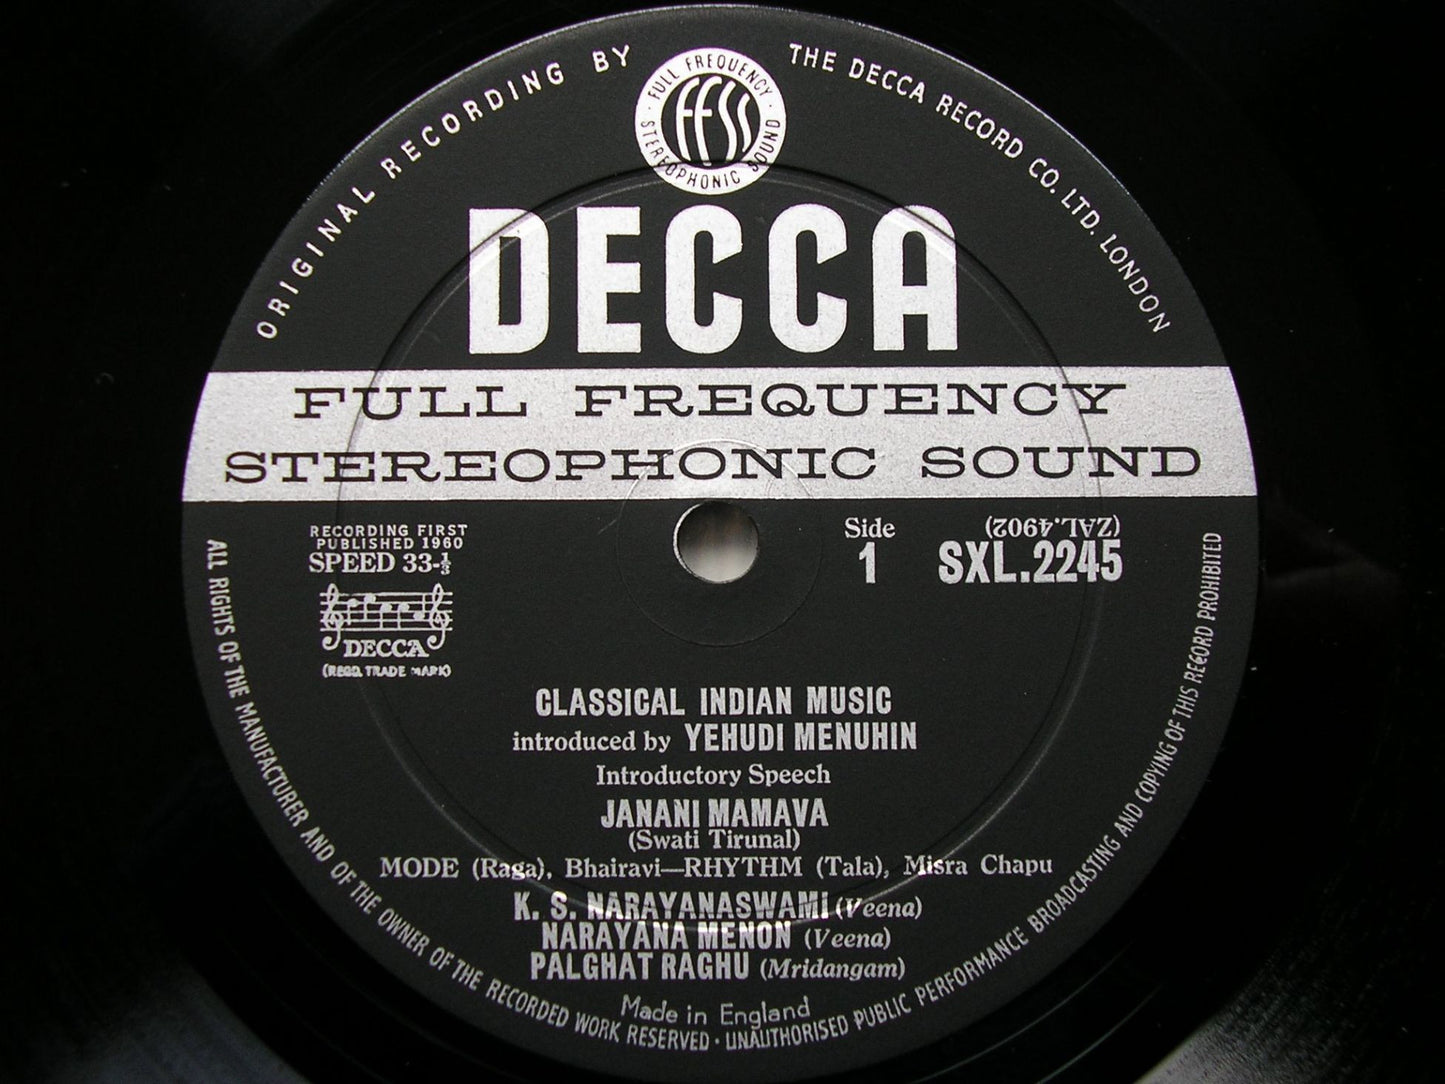 ORIGINAL RECORDING BY
THE DECCA RECORD CO. LTD. LONDON
FULL FREQUENCY
FFSS
STEREOPHONIC SOUND
DECCA
FULL FREQUENCY
STEREOPHONIC SOUND
RECORDING FIRST
PUBLISHED 1960
SPEED 33-⅓
DECCA
(REGD. TRADE MARK)
Side
1
(ZAL.4902)
SXL.2245
CLASSICAL INDIAN MUSIC
introduced by YEHUDI MENUHIN
Introductory Speech
JANANI MAMAVA
(Swati Tirunal)
MODE (Raga), Bhairavi—RHYTHM (Tala), Misra Chapu
K. S. NARAYANASWAMI (Veena)
NARAYANA MENON (Veena)
PALGHAT RAGHU (Mridangam)
Made in England
ALL RIGHTS OF THE MANUFACTURER AND OF THE OWNER OF THE RECORDED WORK RESERVED · UNAUTHORISED PUBLIC PERFORMANCE BROADCASTING AND COPYING OF THIS RECORD PROHIBITED